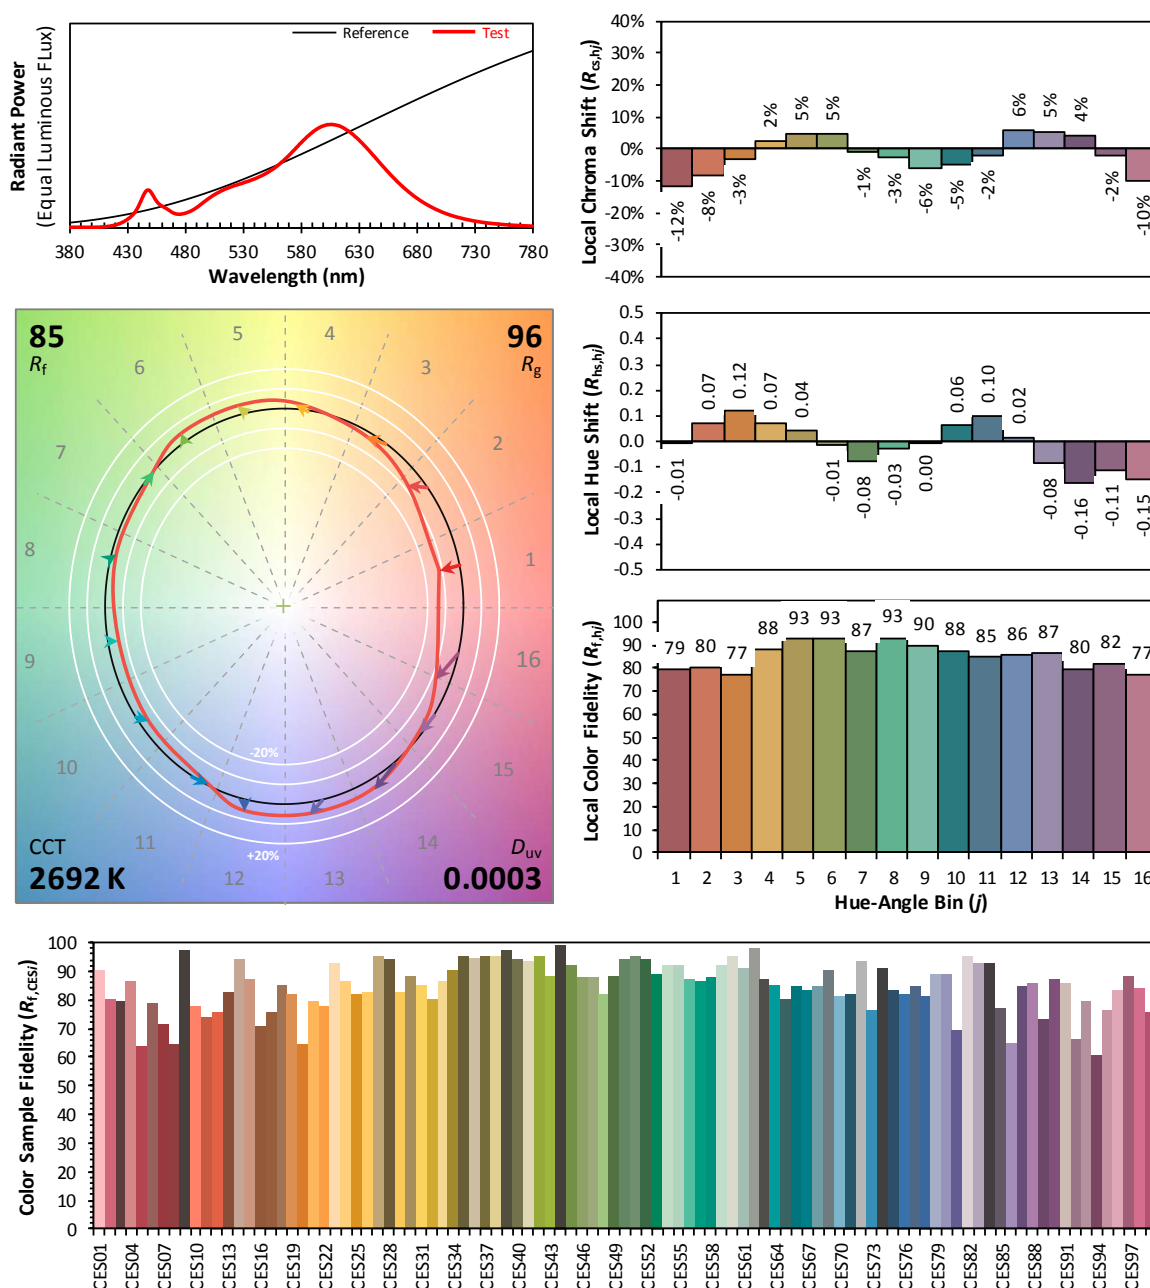 Reference
Test
Radiant Power
(Equal Luminous FLux)
380 430 480 530 580 630 680 730 780
Wavelength (nm)
Local Chroma Shift (Rcs,hj)
40%
30%
20%
10%
0%
-10%
-20%
-30%
-40%
-12% -8% -3% 2% 5% 5% -1% -3% -6% -5% -2% 6% 5% 4% -2% -10%
85
Rf
96
Rg
5 4
6 3
7 2
8 1
9 16
10 15
11 14
12 13
-20%
+20%
CCT
2692 K
Duv
0.0003
Local Hue Shift (Rhs,hj)
0.5
0.4
0.3
0.2
0.1
0.0
-0.1
-0.2
-0.3
-0.4
-0.5
-0.01 0.07 0.12 0.07 0.04 -0.01 -0.08 -0.03 0.00 0.06 0.10 0.02 -0.08 -0.16 -0.11 -0.15
Local Color Fidelity (Rf,hj)
100
90
80
70
60
50
40
30
20
10
0
79 80 77 88 93 93 87 93 90 88 85 86 87 80 82 77
1 2 3 4 5 6 7 8 9 10 11 12 13 14 15 16
Hue-Angle Bin (j)
Color Sample Fidelity (Rf,CESi)
100
90
80
70
60
50
40
30
20
10
0
CES01 CES04 CES07 CES10 CES13 CES16 CES19 CES22 CES25 CES28 CES31 CES34 CES37 CES40 CES43 CES46 CES49 CES52 CES55 CES58 CES61 CES64 CES67 CES70 CES73 CES76 CES79 CES82 CES85 CES88 CES91 CES94 CES97